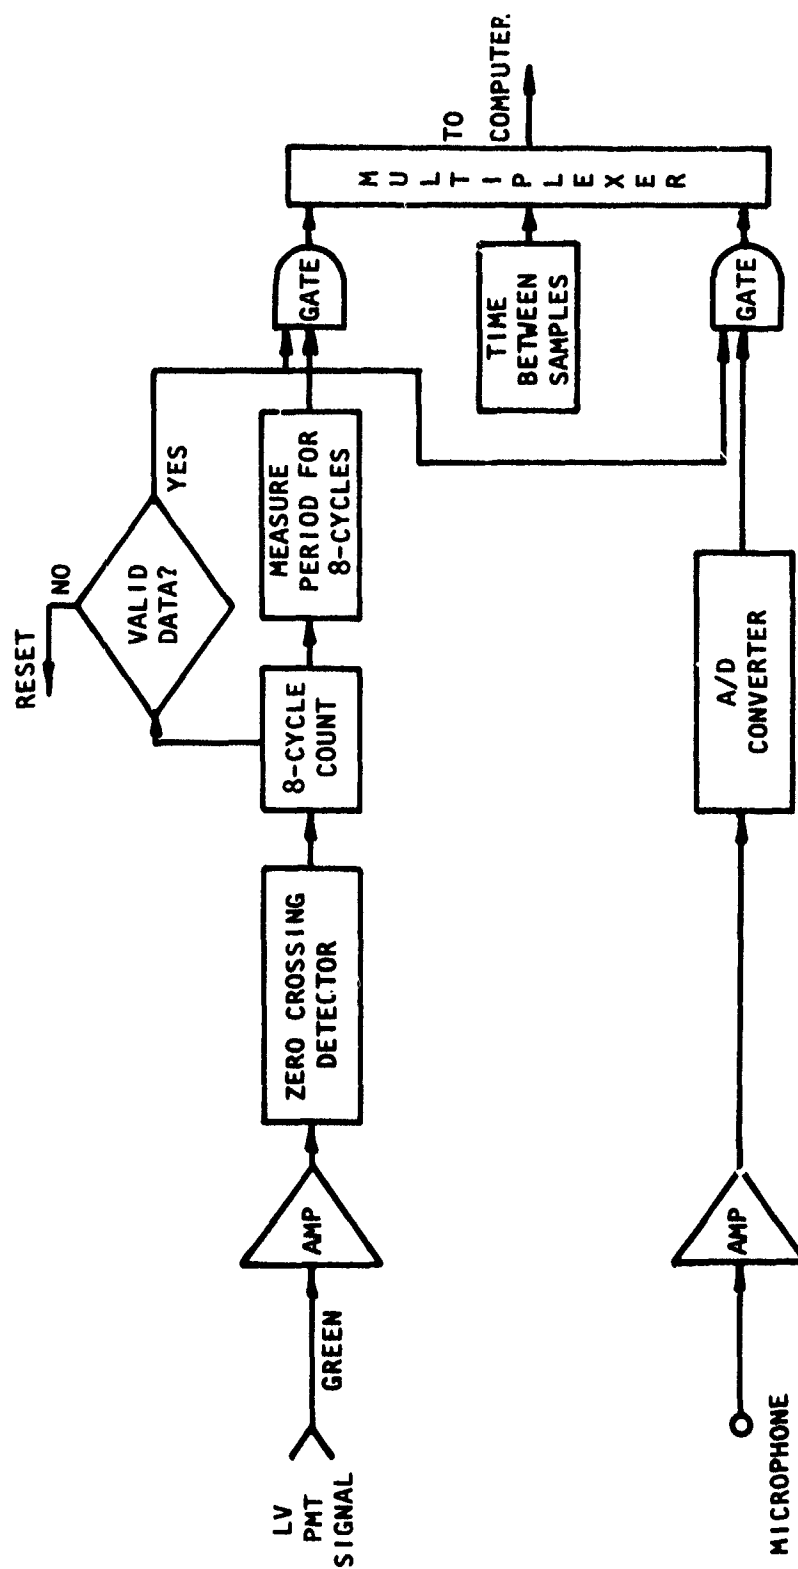 LV
PMT
SIGNAL
GREEN
AMP
ZERO CROSSING
DETECTOR
8-CYCLE
COUNT
VALID
DATA?
NO
RESET
YES
MEASURE
PERIOD FOR
8-CYCLES
GATE
MICROPHONE
AMP
A/D
CONVERTER
GATE
TIME
BETWEEN
SAMPLES
MULTIPLEXER
TO
COMPUTER